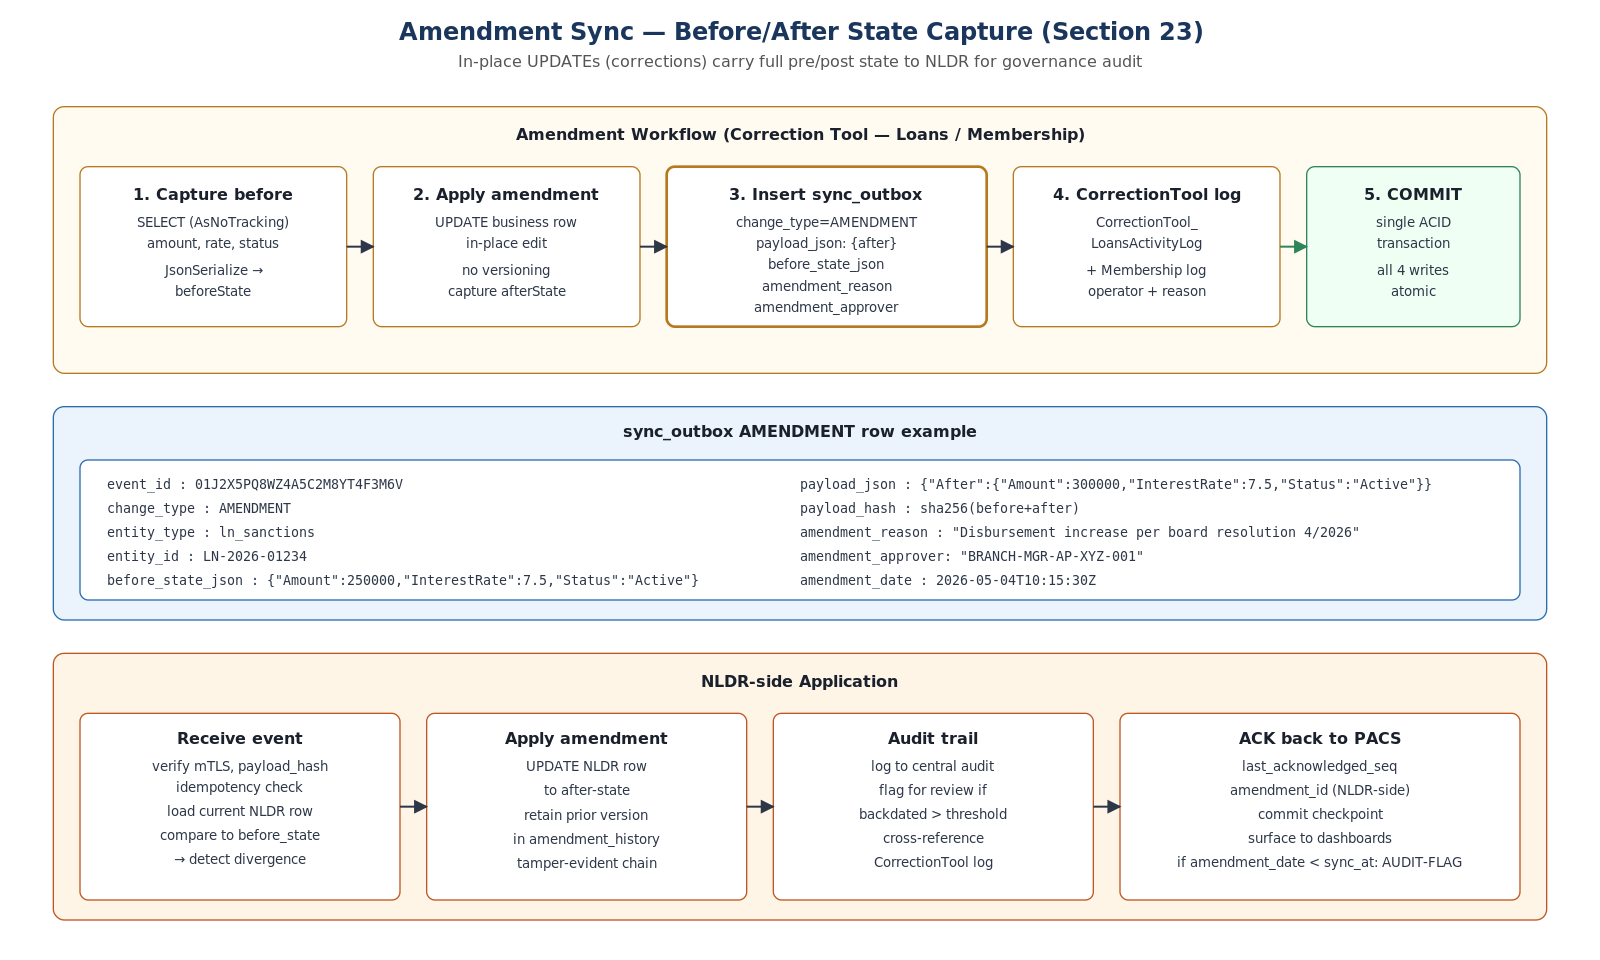 Amendment Sync — Before/After State Capture (Section 23)
In-place UPDATEs (corrections) carry full pre/post state to NLDR for governance audit
Amendment Workflow (Correction Tool — Loans / Membership)
1. Capture before
SELECT (AsNoTracking)
amount, rate, status
JsonSerialize →
beforeState
2. Apply amendment
UPDATE business row
in-place edit
no versioning
capture afterState
3. Insert sync_outbox
change_type=AMENDMENT
payload_json: {after}
before_state_json
amendment_reason
amendment_approver
4. CorrectionTool log
CorrectionTool_
LoansActivityLog
+ Membership log
operator + reason
5. COMMIT
single ACID
transaction
all 4 writes
atomic
sync_outbox AMENDMENT row example
event_id : 01J2X5PQ8WZ4A5C2M8YT4F3M6V
change_type : AMENDMENT
entity_type : ln_sanctions
entity_id : LN-2026-01234
before_state_json : {"Amount":250000,"InterestRate":7.5,"Status":"Active"}
payload_json : {"After":{"Amount":300000,"InterestRate":7.5,"Status":"Active"}}
payload_hash : sha256(before+after)
amendment_reason : "Disbursement increase per board resolution 4/2026"
amendment_approver: "BRANCH-MGR-AP-XYZ-001"
amendment_date : 2026-05-04T10:15:30Z
NLDR-side Application
Receive event
verify mTLS, payload_hash
idempotency check
load current NLDR row
compare to before_state
→ detect divergence
Apply amendment
UPDATE NLDR row
to after-state
retain prior version
in amendment_history
tamper-evident chain
Audit trail
log to central audit
flag for review if
backdated > threshold
cross-reference
CorrectionTool log
ACK back to PACS
last_acknowledged_seq
amendment_id (NLDR-side)
commit checkpoint
surface to dashboards
if amendment_date < sync_at: AUDIT-FLAG